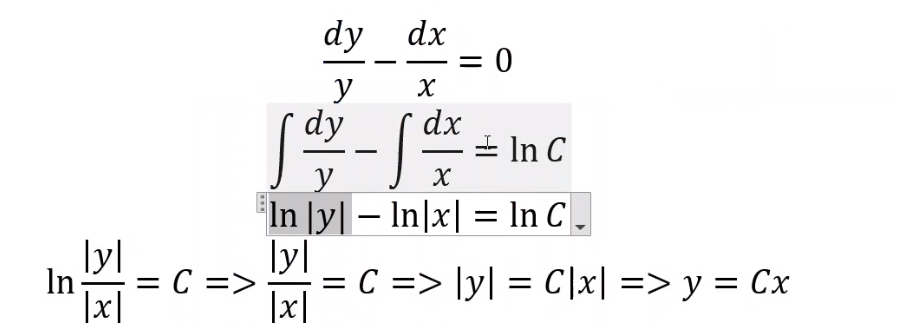 dy/y − dx/x = 0
∫ dy/y − ∫ dx/x = ln C
ln |y| − ln|x| = ln C
ln |y|/|x| = C => |y|/|x| = C => |y| = C|x| => y = Cx